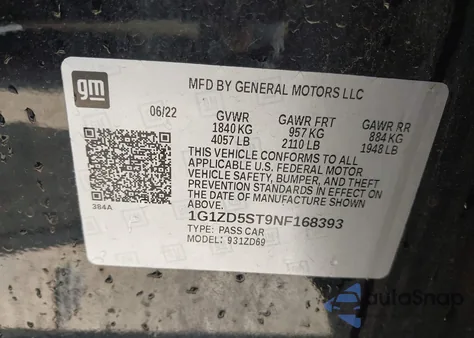 gm
MFD BY GENERAL MOTORS LLC
06/22 GVWR GAWR FRT GAWR RR
1840 KG 957 KG 884 KG
4057 LB 2110 LB 1948 LB
THIS VEHICLE CONFORMS TO ALL
APPLICABLE U.S. FEDERAL MOTOR
VEHICLE SAFETY, BUMPER, AND THEFT
PREVENTION STANDARDS IN EFFECT ON
THE DATE OF MANUFACTURE SHOWN
ABOVE.
384A
1G1ZD5ST9NF168393
TYPE: PASS CAR
MODEL: 931ZD69
AutoSnap